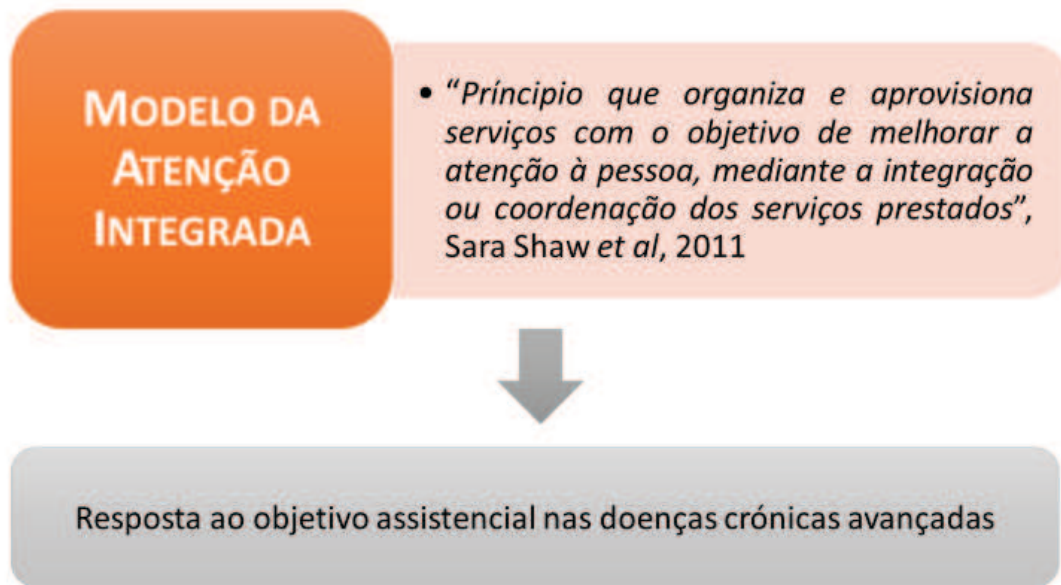 MODELO DA
ATENÇÃO
INTEGRADA
• “Príncipio que organiza e aprovisiona
serviços com o objetivo de melhorar a
atenção à pessoa, mediante a integração
ou coordenação dos serviços prestados”,
Sara Shaw et al, 2011
Resposta ao objetivo assistencial nas doenças crónicas avançadas